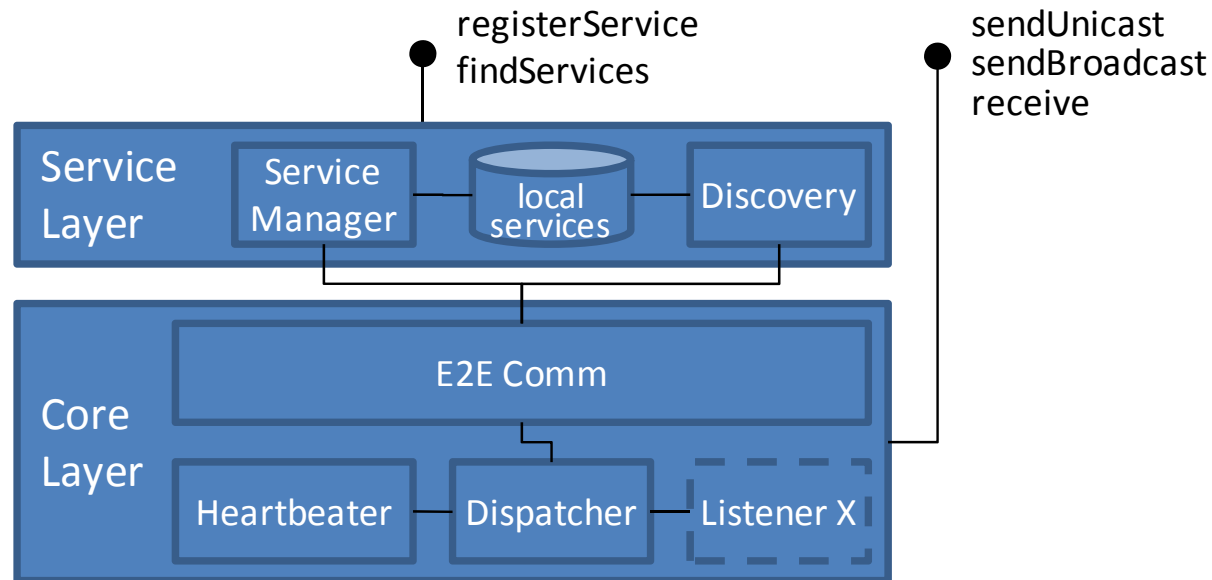 registerService
findServices
sendUnicast
sendBroadcast
receive
Service
Layer
Service
Manager
local
services
Discovery
E2E Comm
Core
Layer
Heartbeater
Dispatcher
Listener X